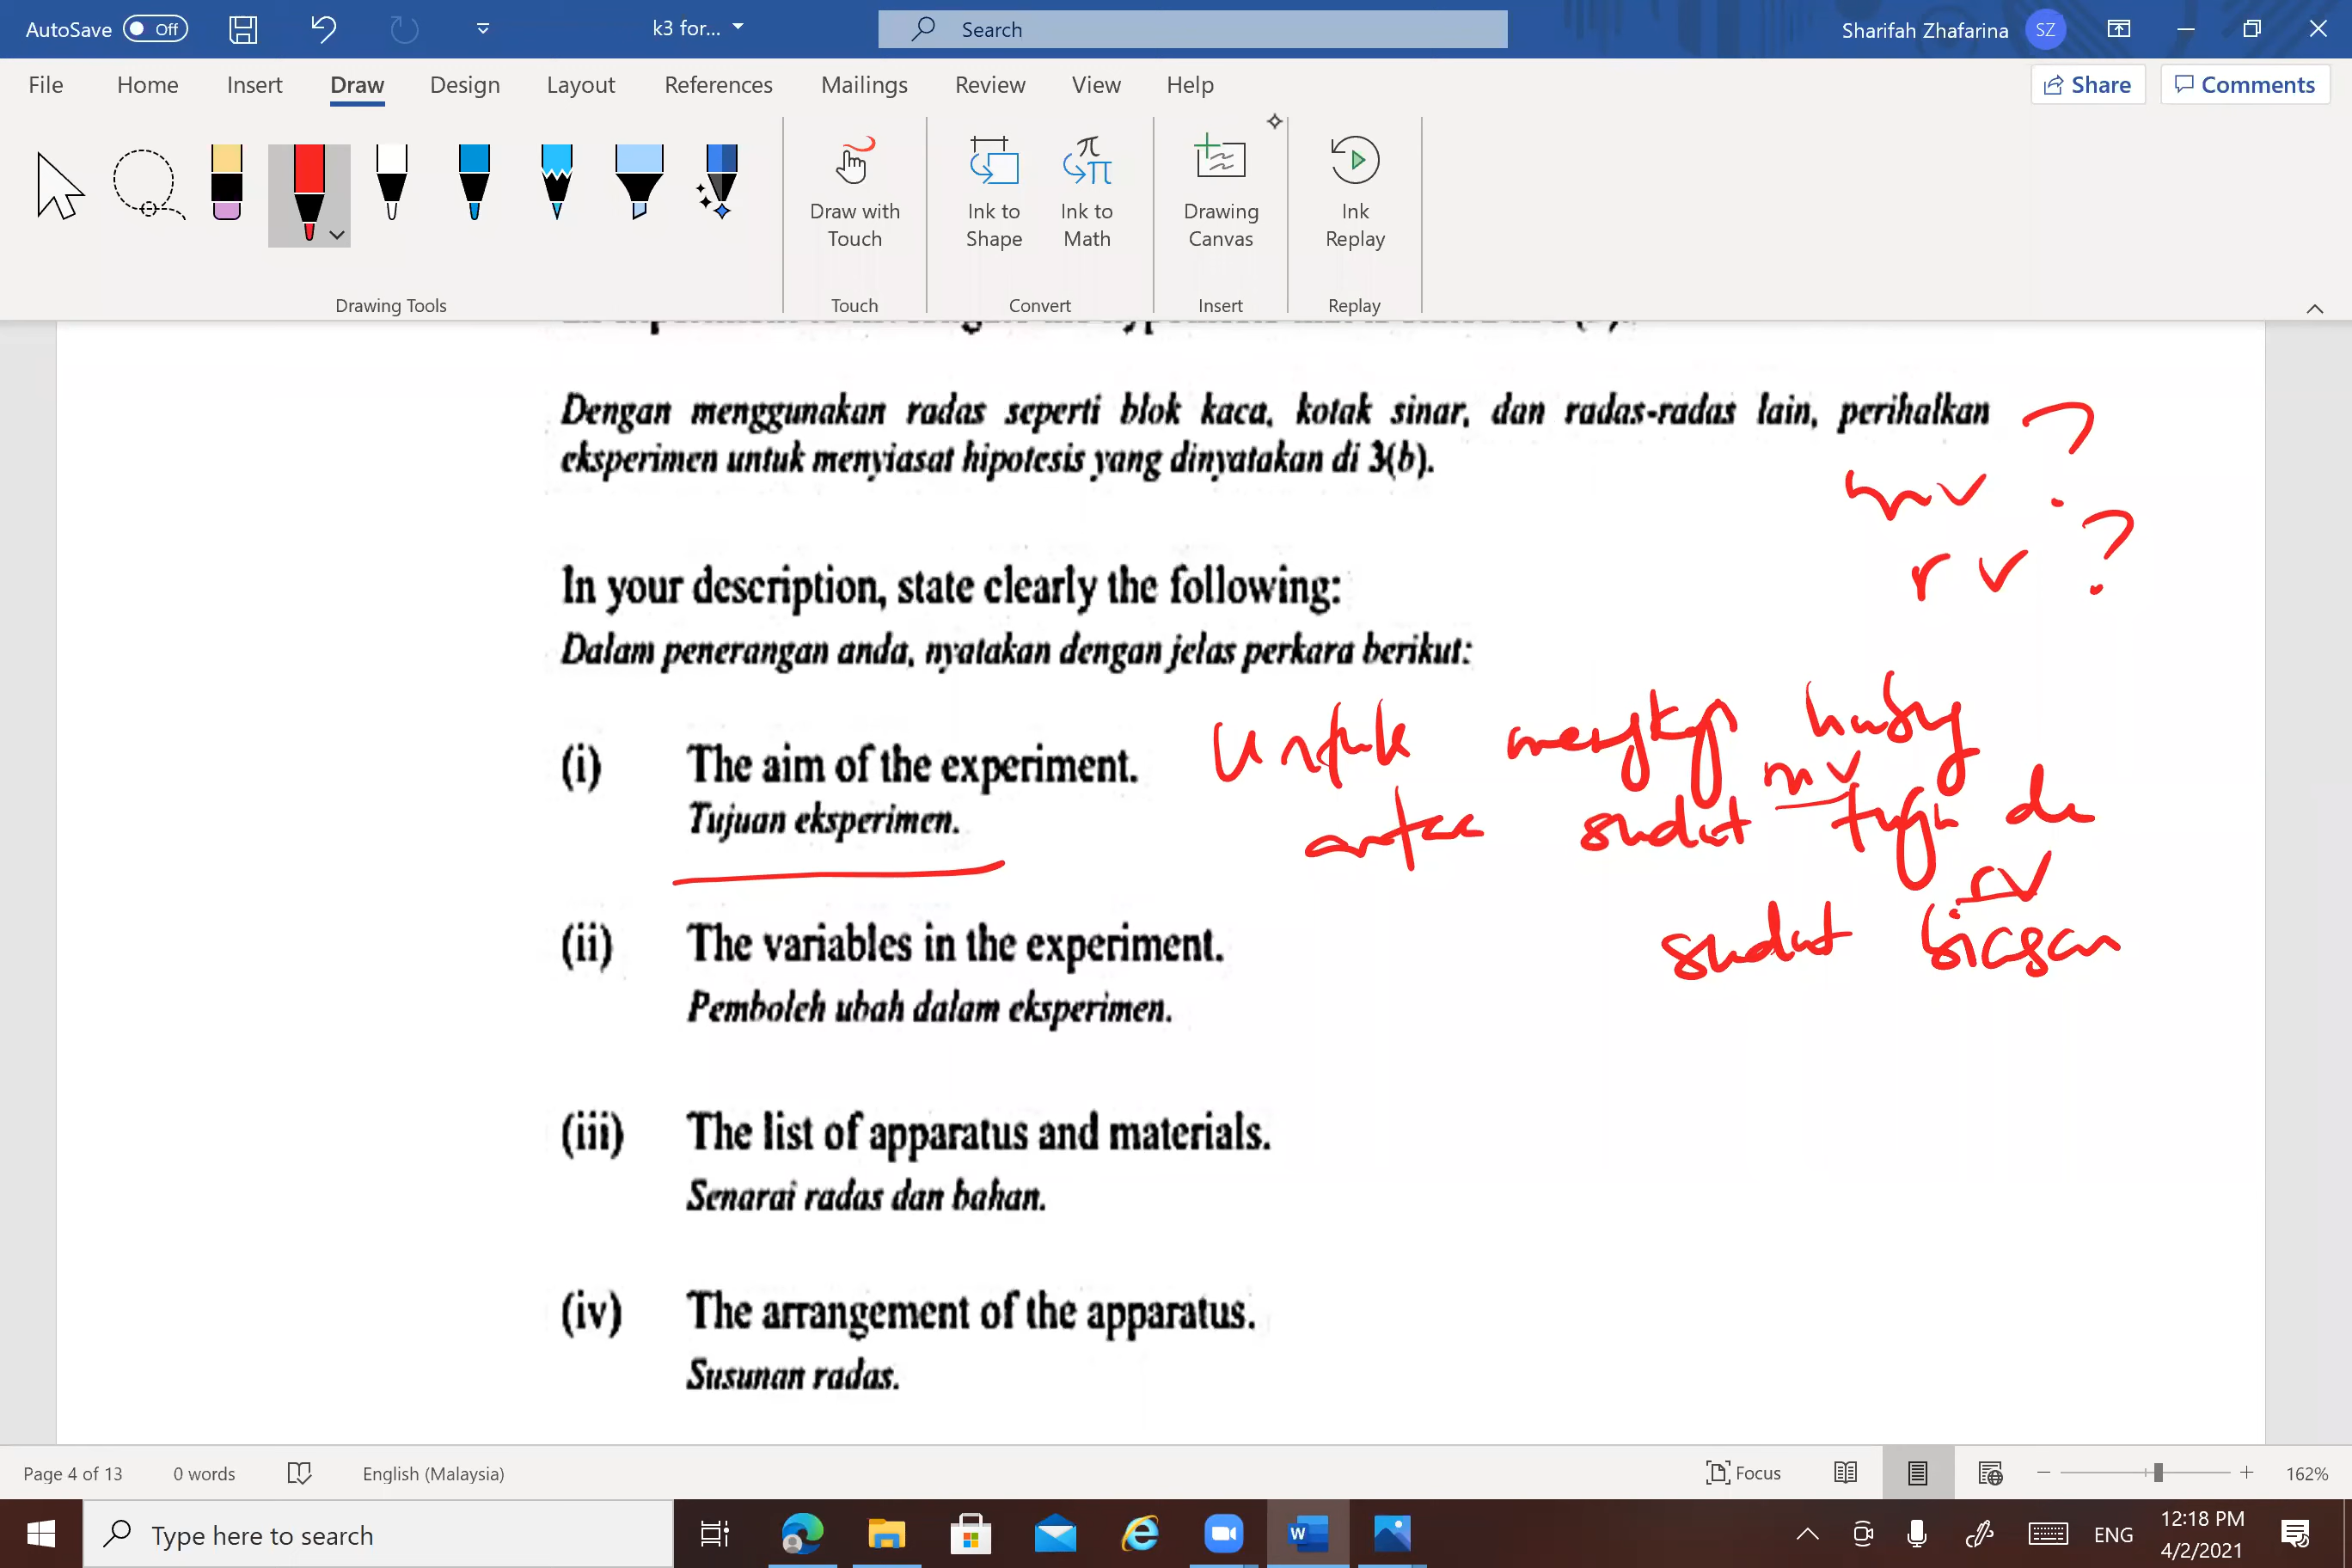 AutoSave Off k3 for... Search Sharifah Zhafarina SZ
File Home Insert Draw Design Layout References Mailings Review View Help Share Comments
Draw with Touch
Ink to Shape
Ink to Math
Drawing Canvas
Ink Replay
Drawing Tools Touch Convert Insert Replay
Dengan menggunakan radas seperti blok kaca, kotak sinar, dan radas-radas lain, perihalkan
eksperimen untuk menyiasat hipotesis yang dinyatakan di 3(b).
mv ?
rv ?
In your description, state clearly the following:
Dalam penerangan anda, nyatakan dengan jelas perkara berikut:
(i) The aim of the experiment.
Tujuan eksperimen.
Untuk
mv
sudut
rv
sudut biasan
(ii) The variables in the experiment.
Pemboleh ubah dalam eksperimen.
(iii) The list of apparatus and materials.
Senarai radas dan bahan.
(iv) The arrangement of the apparatus.
Susunan radas.
Page 4 of 13 0 words English (Malaysia) Focus 162%
Type here to search ENG 12:18 PM
4/2/2021